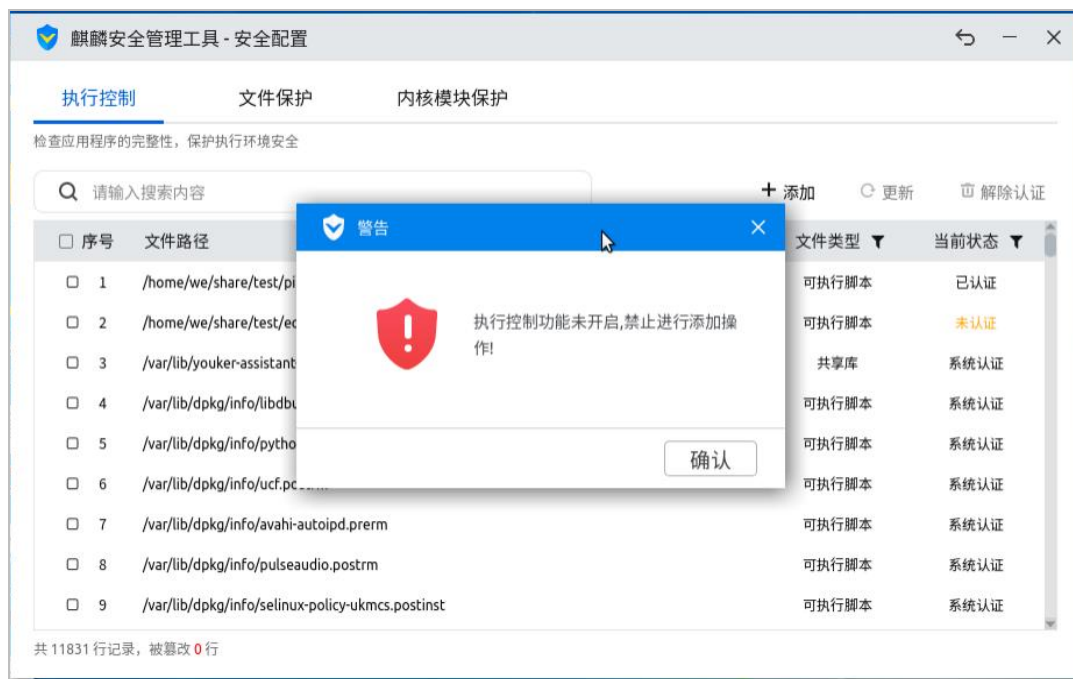 麒麟安全管理工具 - 安全配置
执行控制 文件保护 内核模块保护
检查应用程序的完整性，保护执行环境安全
请输入搜索内容 + 添加 更新 解除认证
序号 文件路径 文件类型 当前状态
警告
执行控制功能未开启,禁止进行添加操
作!
确认
1 /home/we/share/test/pi 可执行脚本 已认证
2 /home/we/share/test/ec 可执行脚本 未认证
3 /var/lib/youker-assistant 共享库 系统认证
4 /var/lib/dpkg/info/libdbu 可执行脚本 系统认证
5 /var/lib/dpkg/info/pytho 可执行脚本 系统认证
6 /var/lib/dpkg/info/ucf.postrm 可执行脚本 系统认证
7 /var/lib/dpkg/info/avahi-autoipd.prerm 可执行脚本 系统认证
8 /var/lib/dpkg/info/pulseaudio.postrm 可执行脚本 系统认证
9 /var/lib/dpkg/info/selinux-policy-ukmcs.postinst 可执行脚本 系统认证
共 11831 行记录，被篡改 0 行